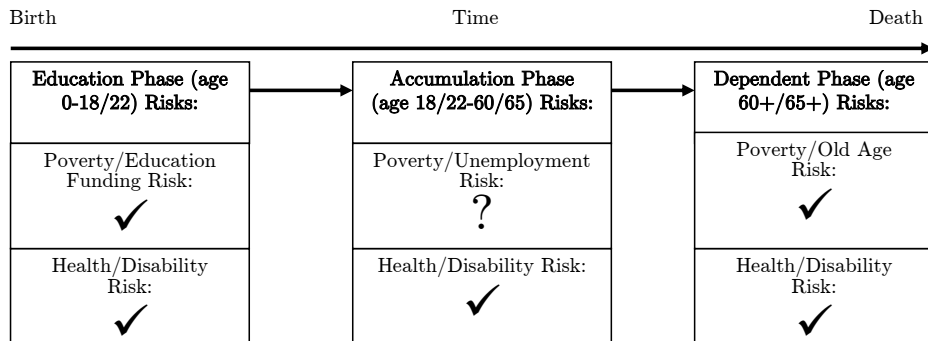 Birth
Time
Death
Education Phase (age
0-18/22) Risks:
Accumulation Phase
(age 18/22-60/65) Risks:
Dependent Phase (age
60+/65+) Risks:
Poverty/Education
Funding Risk:
✓
Poverty/Unemployment
Risk:
?
Poverty/Old Age
Risk:
✓
Health/Disability
Risk:
✓
Health/Disability Risk:
✓
Health/Disability
Risk:
✓